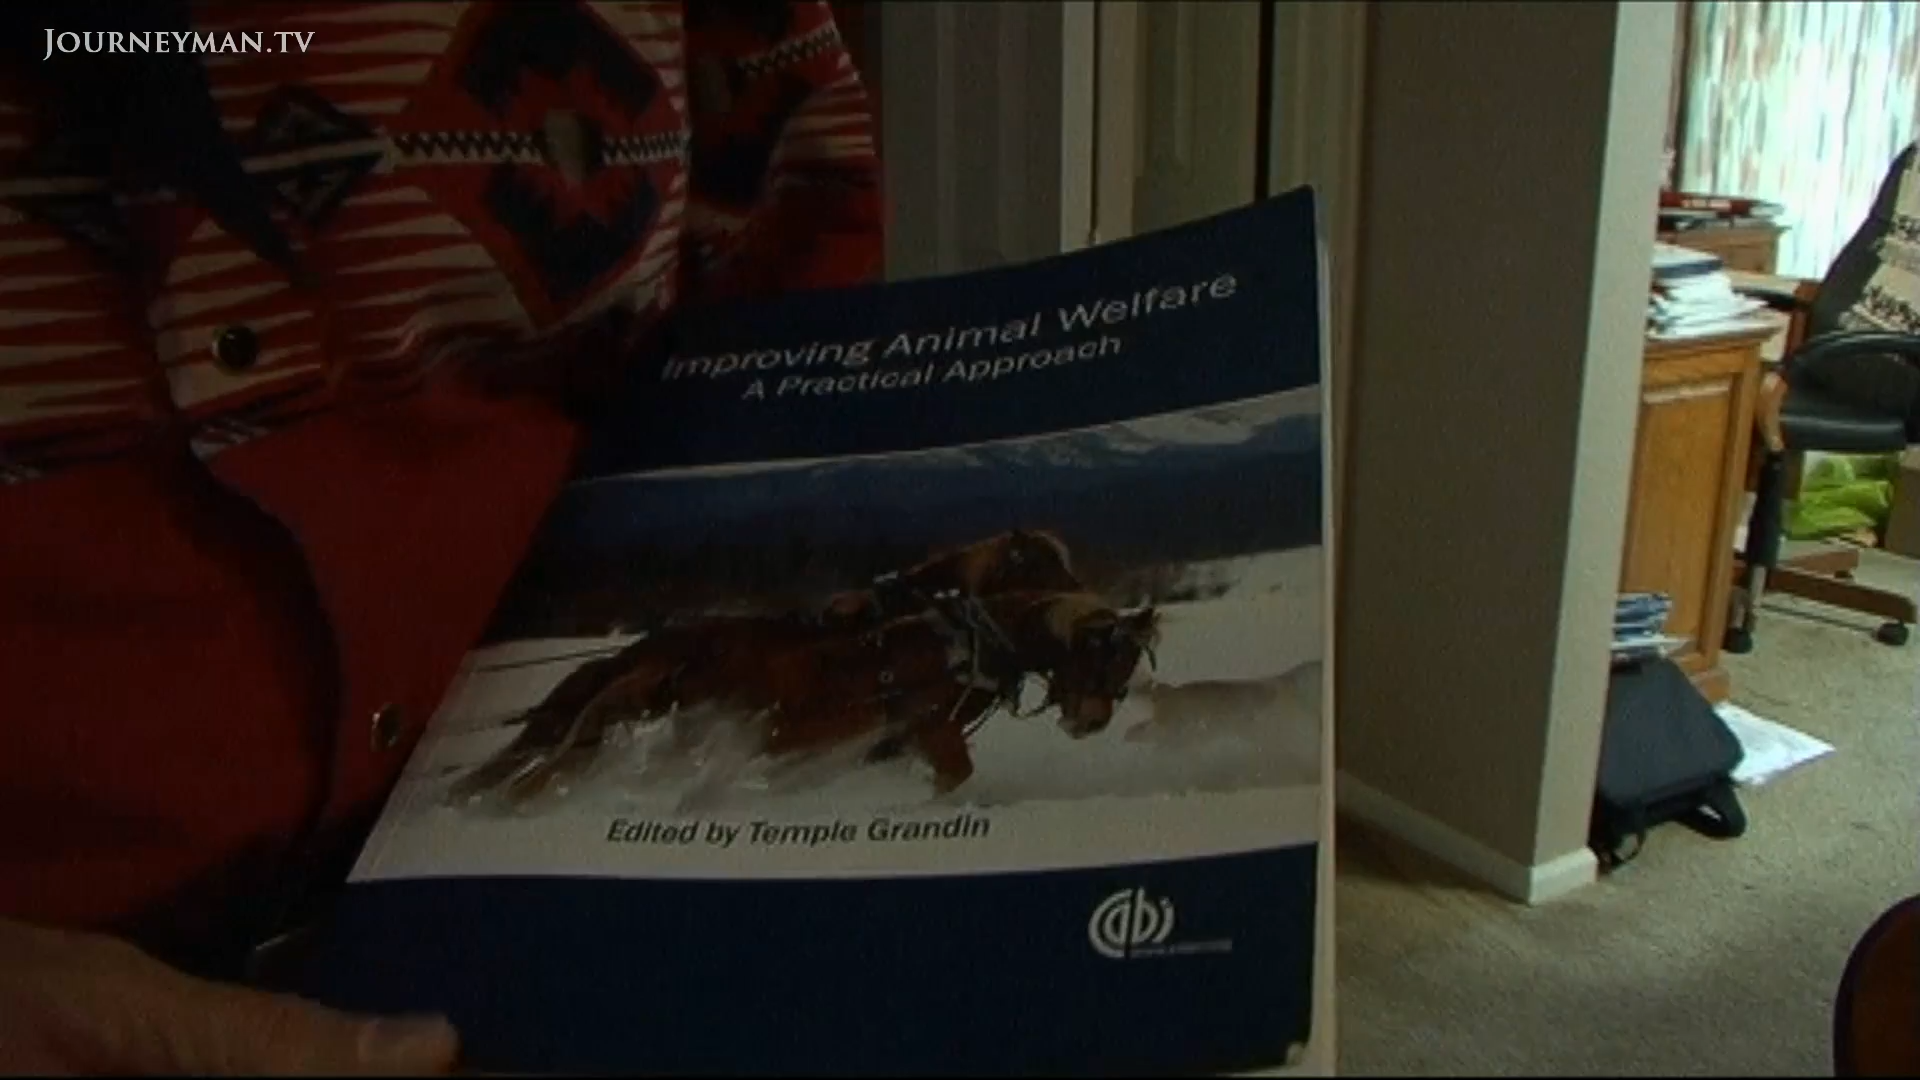 JOURNEYMAN.TV
Improving Animal Welfare
A Practical Approach
Edited by Temple Grandin
cabi